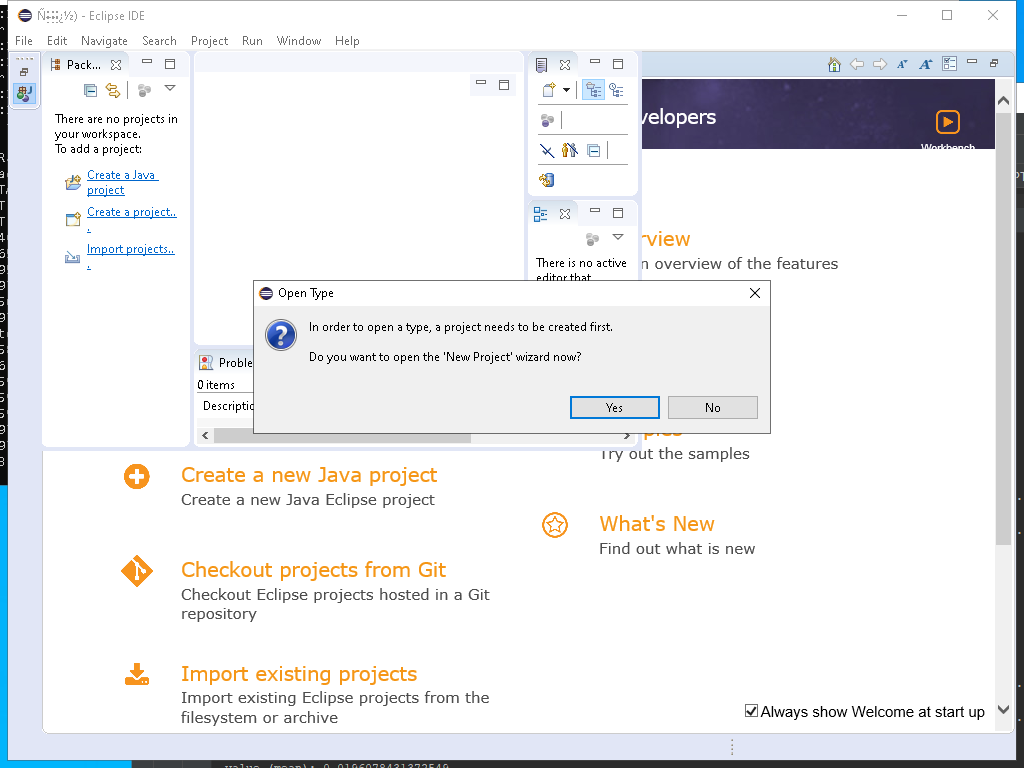 - Eclipse IDE
File Edit Navigate Search Project Run Window Help
Pack...
There are no projects in
your workspace.
To add a project:
Create a Java
project
Create a project..
.
Import projects..
.
velopers
Workbench
There is no active
editor that
rview
n overview of the features
Open Type
In order to open a type, a project needs to be created first.
Do you want to open the 'New Project' wizard now?
Yes No
Proble
0 items
Descriptio
ples
Try out the samples
Create a new Java project
Create a new Java Eclipse project
What's New
Find out what is new
Checkout projects from Git
Checkout Eclipse projects hosted in a Git
repository
Import existing projects
Import existing Eclipse projects from the
filesystem or archive
Always show Welcome at start up